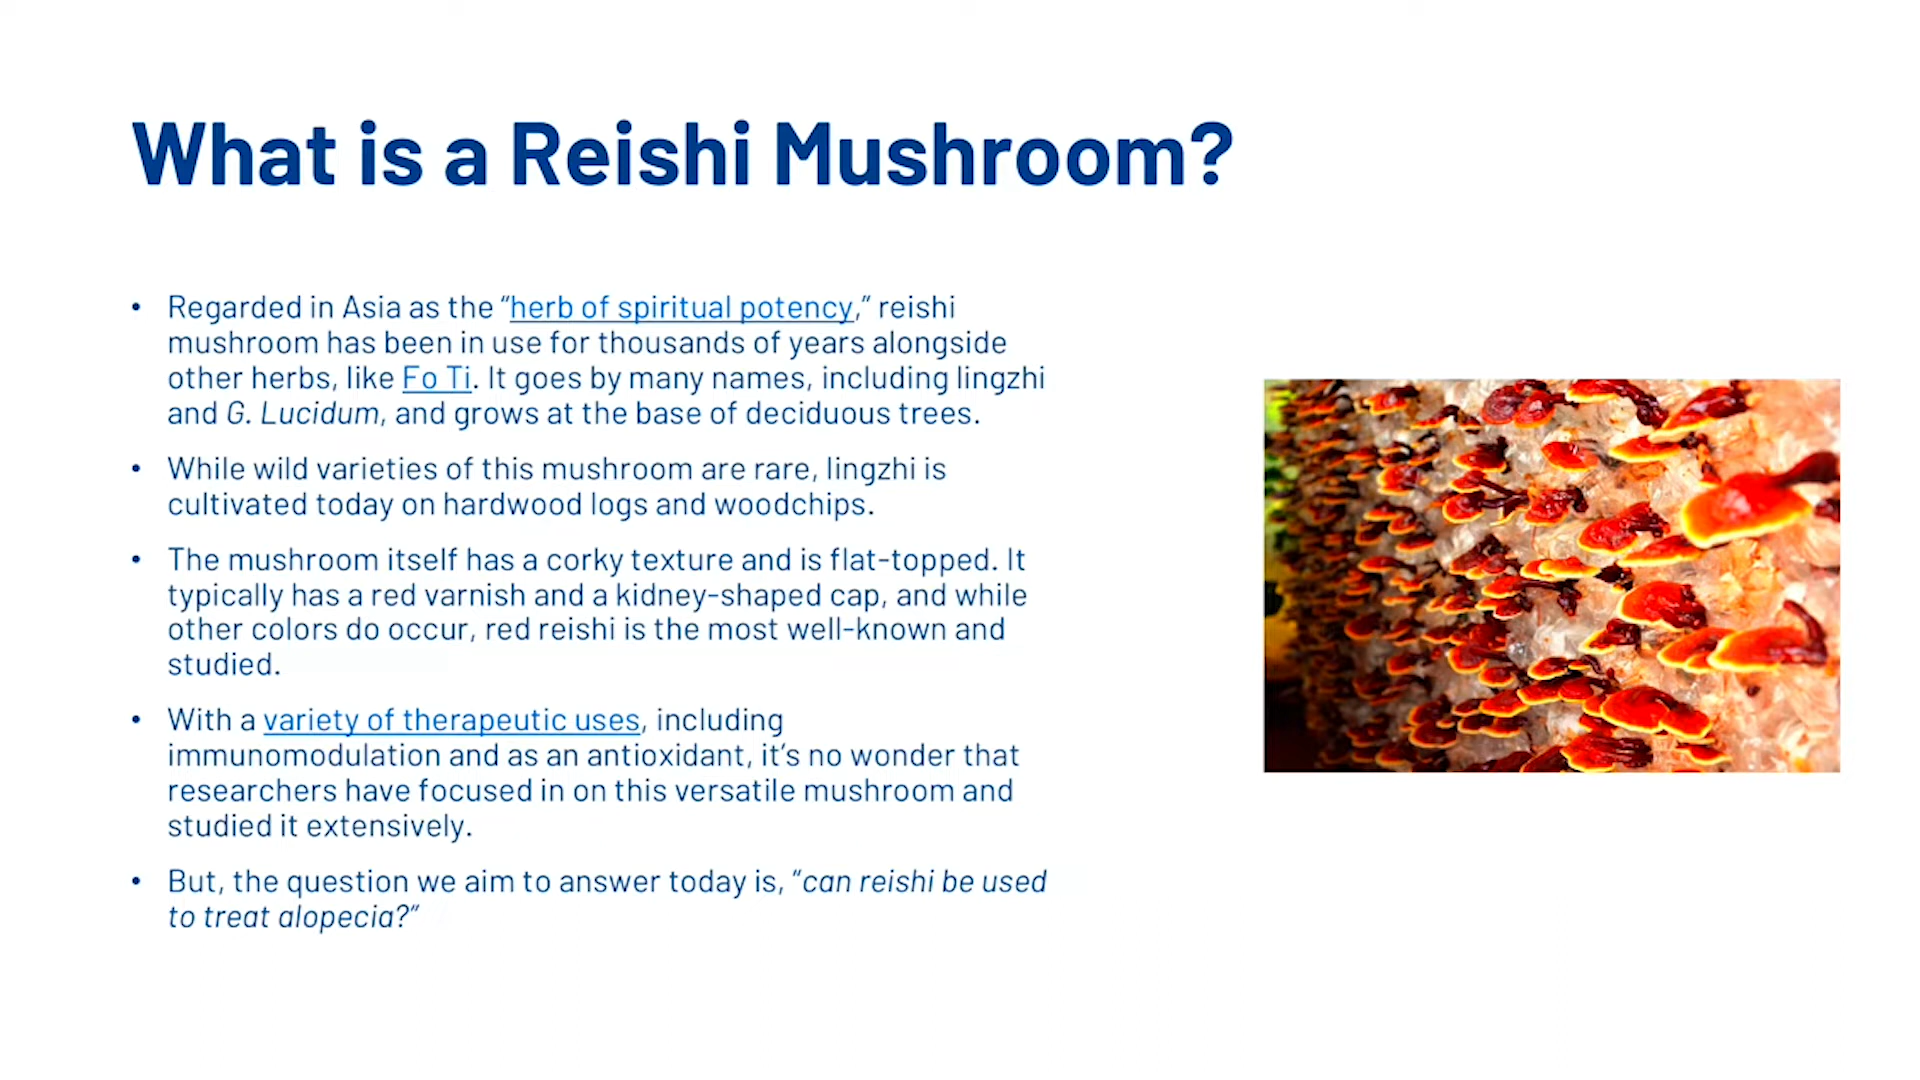 What is a Reishi Mushroom?
• Regarded in Asia as the “herb of spiritual potency,” reishi
mushroom has been in use for thousands of years alongside
other herbs, like Fo Ti. It goes by many names, including lingzhi
and G. Lucidum, and grows at the base of deciduous trees.
• While wild varieties of this mushroom are rare, lingzhi is
cultivated today on hardwood logs and woodchips.
• The mushroom itself has a corky texture and is flat-topped. It
typically has a red varnish and a kidney-shaped cap, and while
other colors do occur, red reishi is the most well-known and
studied.
• With a variety of therapeutic uses, including
immunomodulation and as an antioxidant, it’s no wonder that
researchers have focused in on this versatile mushroom and
studied it extensively.
• But, the question we aim to answer today is, “can reishi be used
to treat alopecia?”